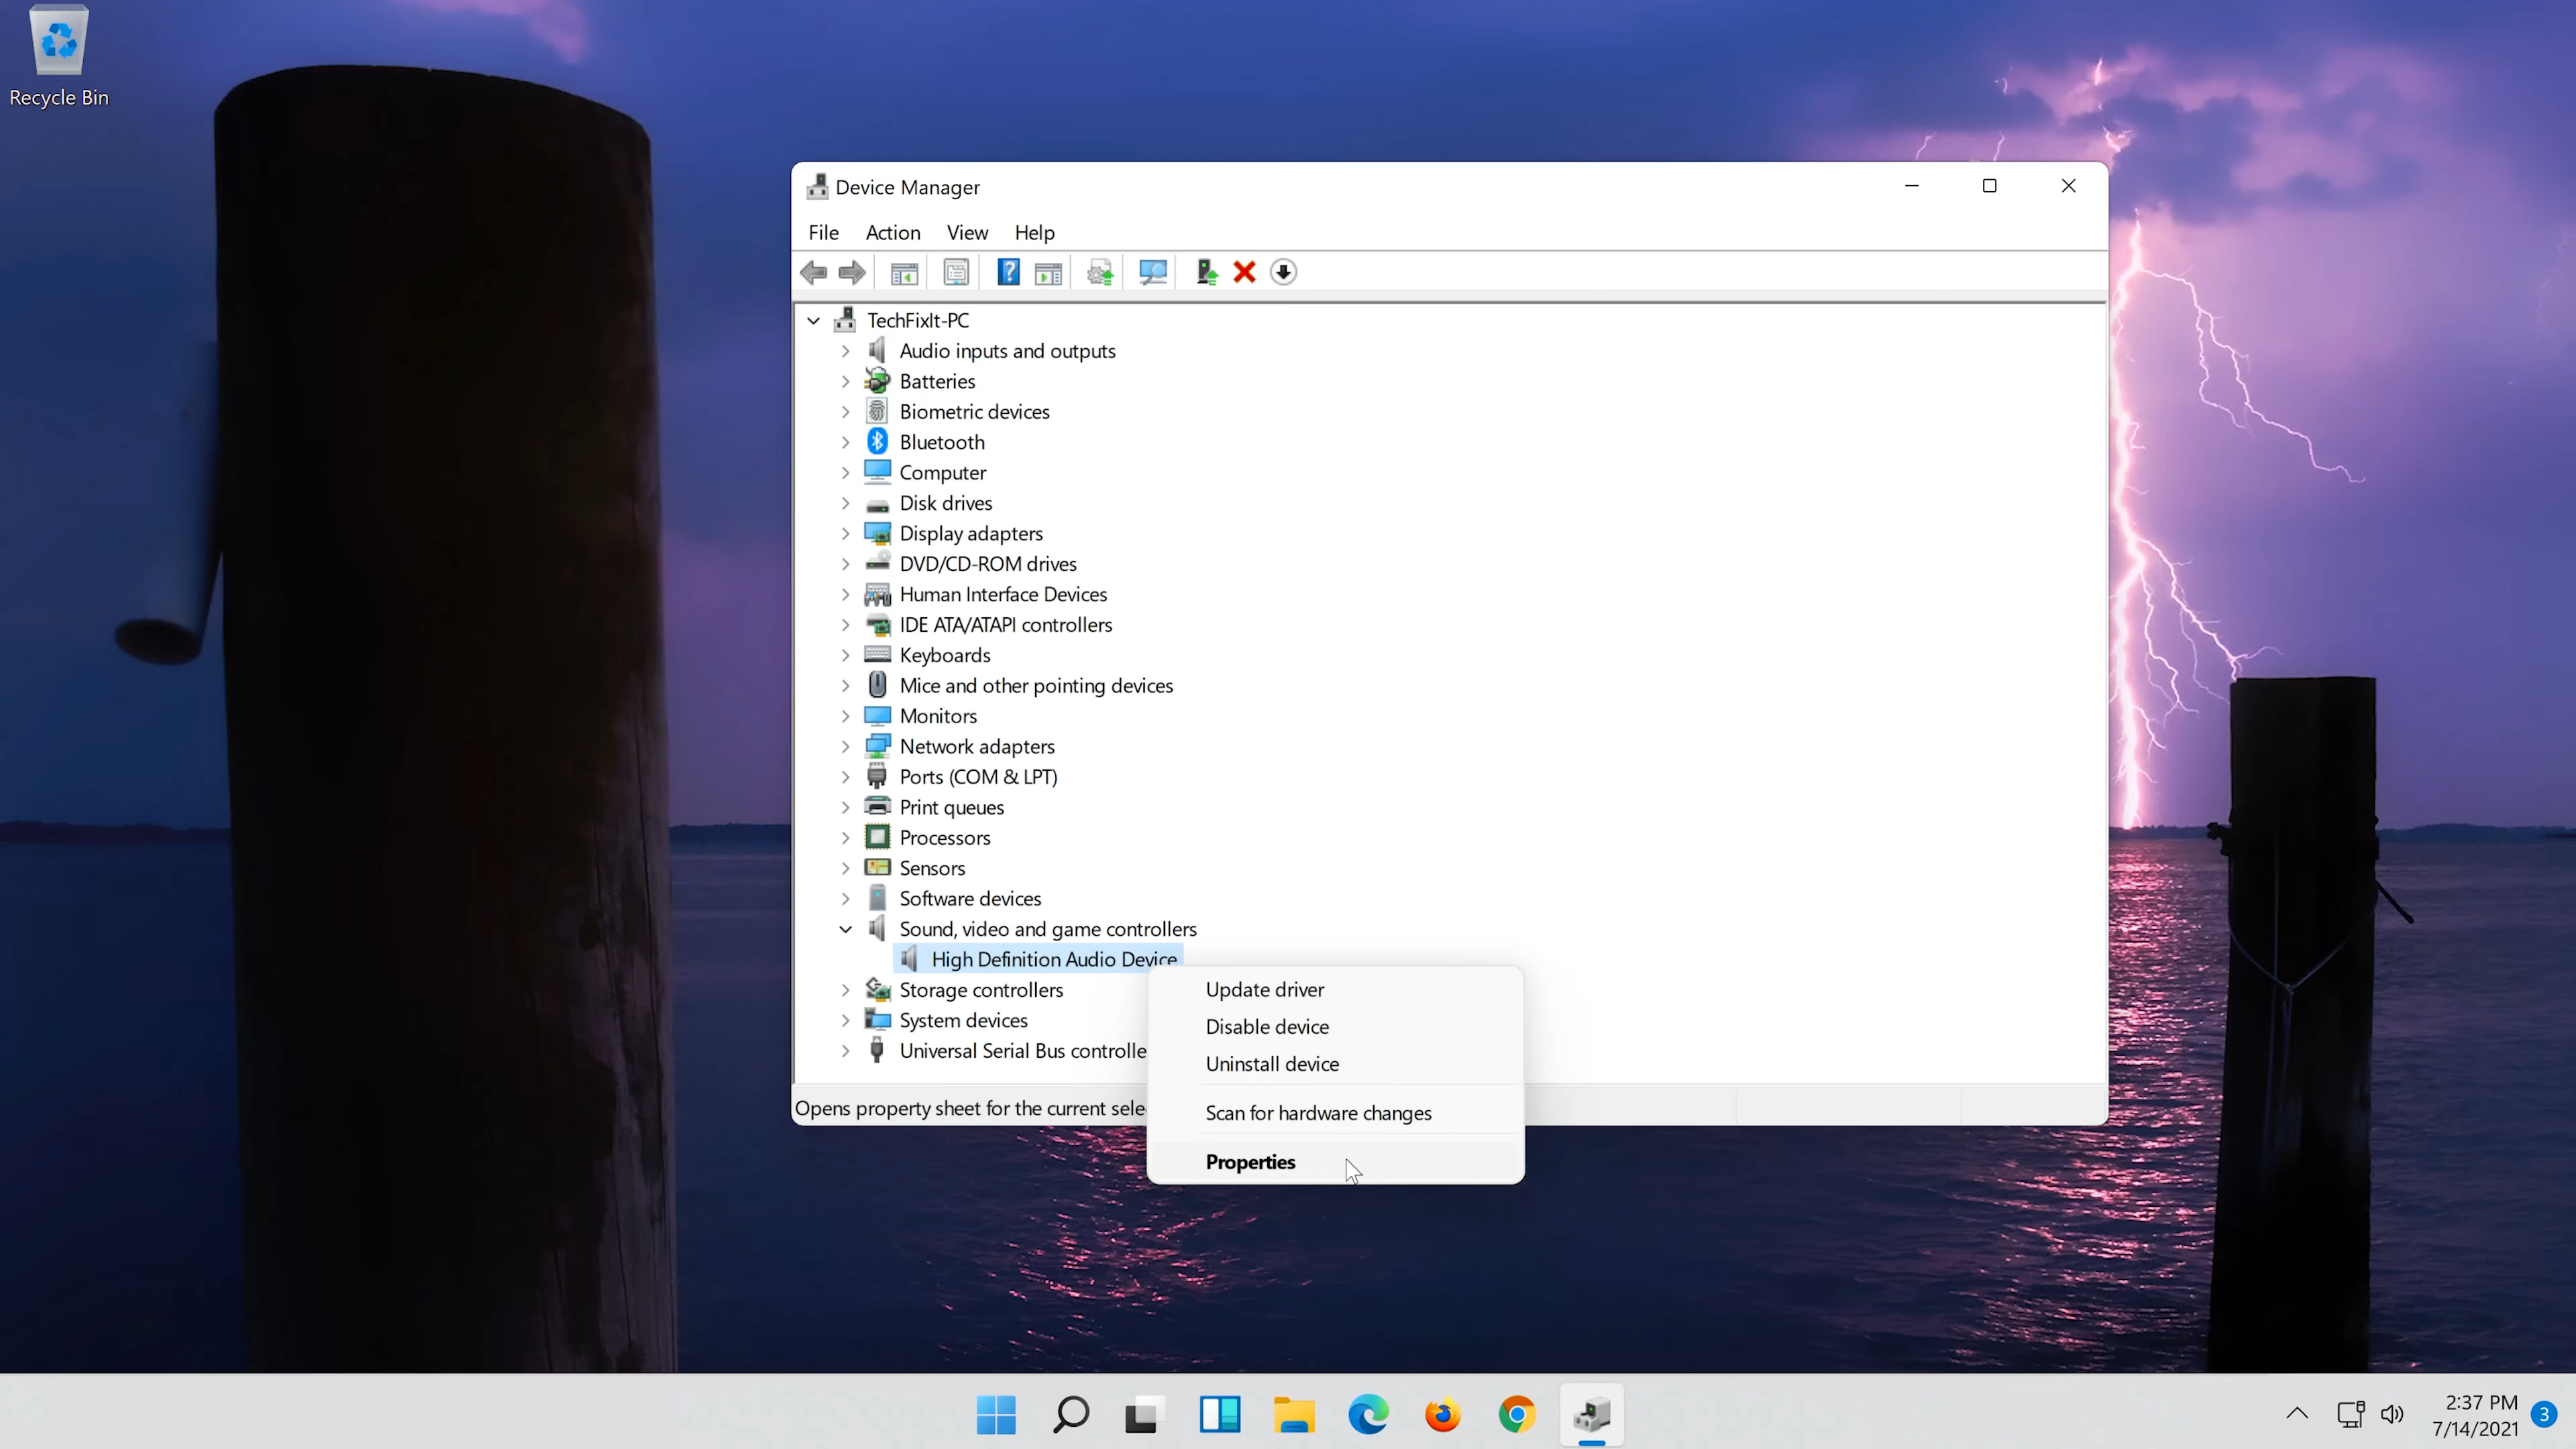 Recycle Bin
Device Manager
File Action View Help
TechFixIt-PC
Audio inputs and outputs
Batteries
Biometric devices
Bluetooth
Computer
Disk drives
Display adapters
DVD/CD-ROM drives
Human Interface Devices
IDE ATA/ATAPI controllers
Keyboards
Mice and other pointing devices
Monitors
Network adapters
Ports (COM & LPT)
Print queues
Processors
Sensors
Software devices
Sound, video and game controllers
High Definition Audio Device
Storage controllers
System devices
Universal Serial Bus controlle
Update driver
Disable device
Uninstall device
Scan for hardware changes
Properties
Opens property sheet for the current sele
2:37 PM
7/14/2021
3